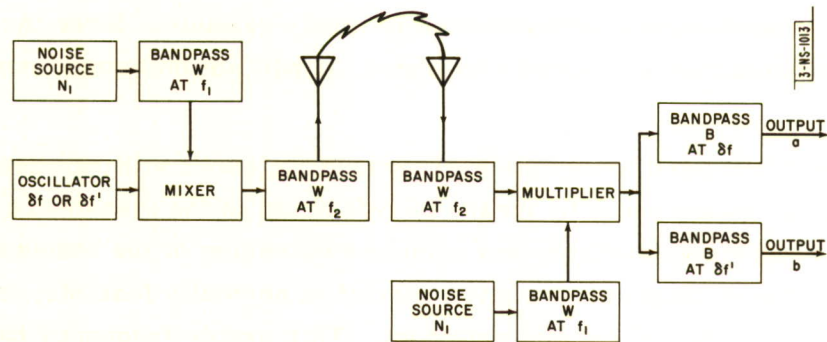 NOISE
SOURCE
N₁
BANDPASS
W
AT f₁
OSCILLATOR
δf OR δf'
MIXER
BANDPASS
W
AT f₂
BANDPASS
W
AT f₂
MULTIPLIER
NOISE
SOURCE
N₁
BANDPASS
W
AT f₁
BANDPASS
B
AT δf
OUTPUT
a
BANDPASS
B
AT δf'
OUTPUT
b
3-NS-1013